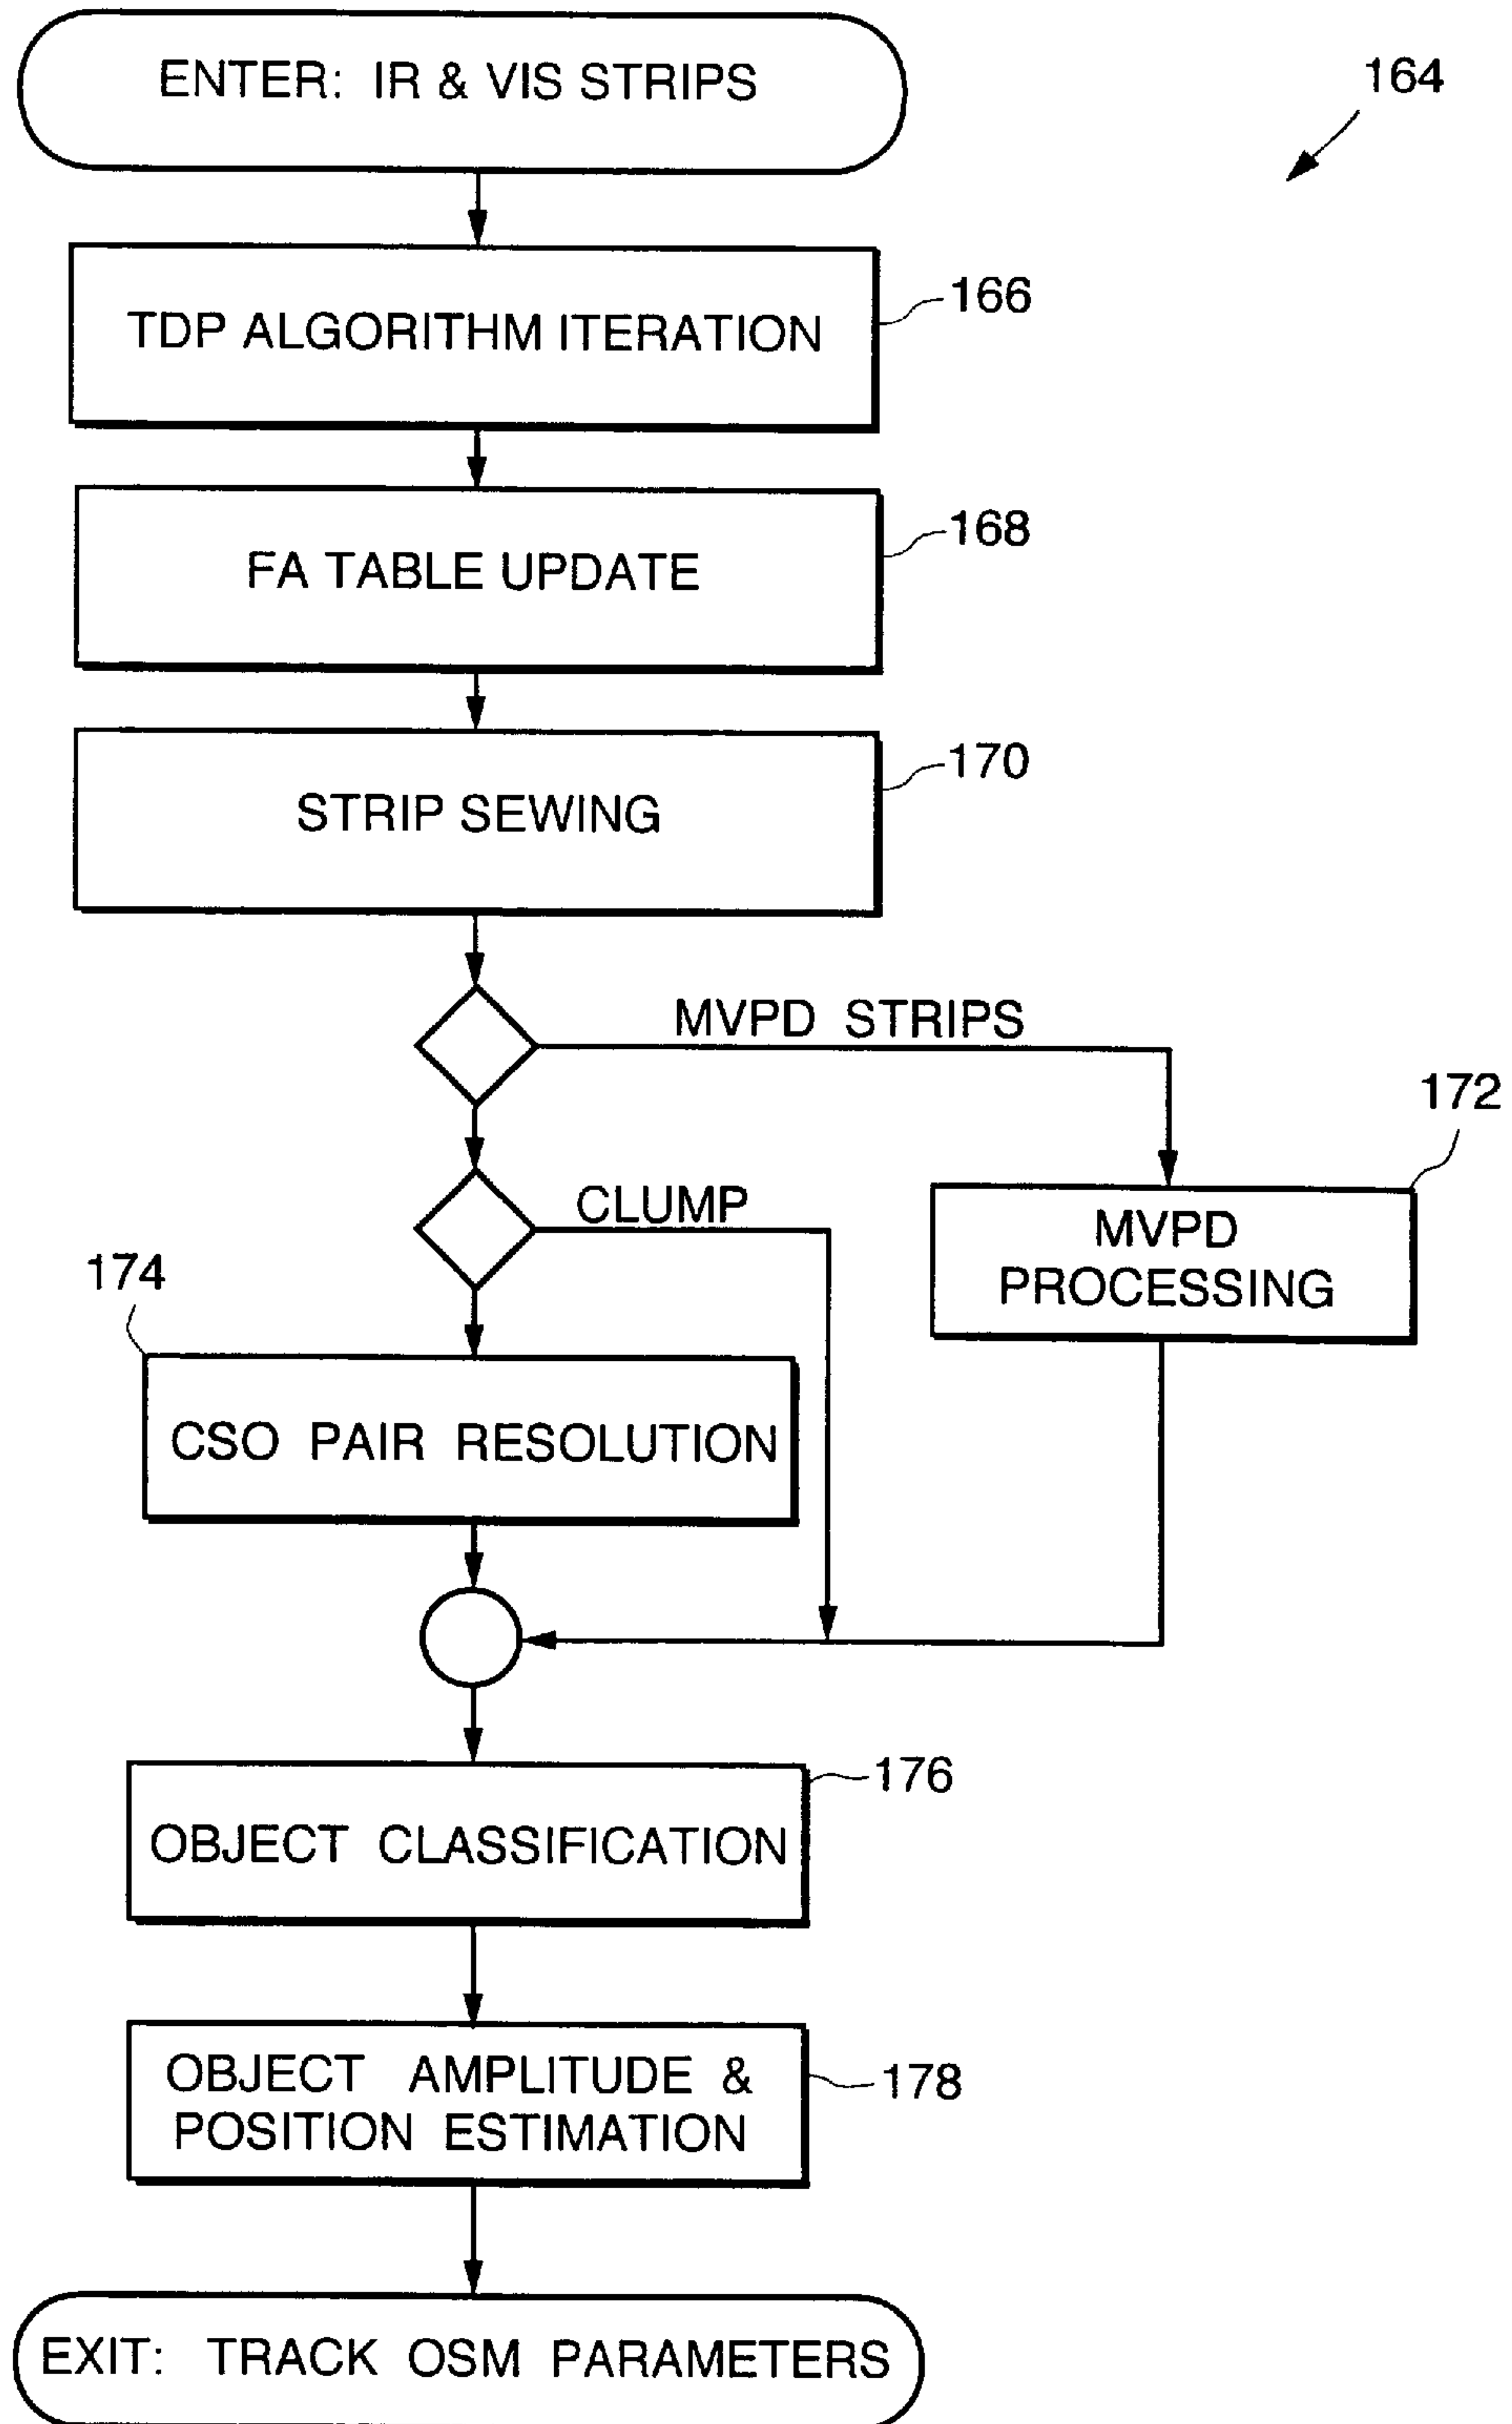 ENTER: IR & VIS STRIPS
164
TDP ALGORITHM ITERATION
166
FA TABLE UPDATE
168
STRIP SEWING
170
MVPD STRIPS
172
MVPD
PROCESSING
CLUMP
174
CSO PAIR RESOLUTION
176
OBJECT CLASSIFICATION
OBJECT AMPLITUDE &
POSITION ESTIMATION
178
EXIT: TRACK OSM PARAMETERS